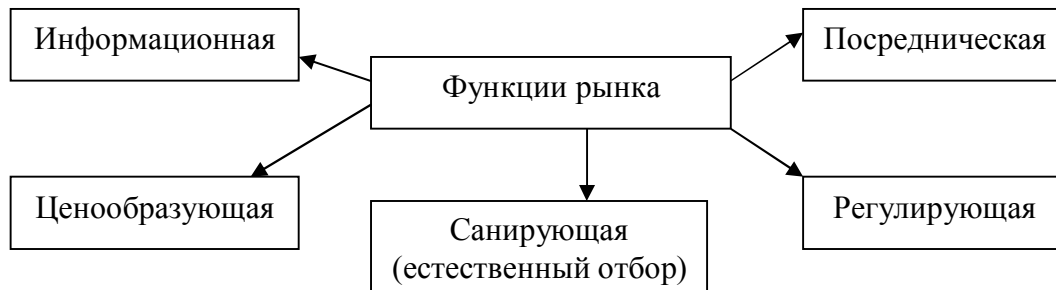 Информационная
Посредническая
Функции рынка
Ценообразующая
Санирующая
(естественный отбор)
Регулирующая